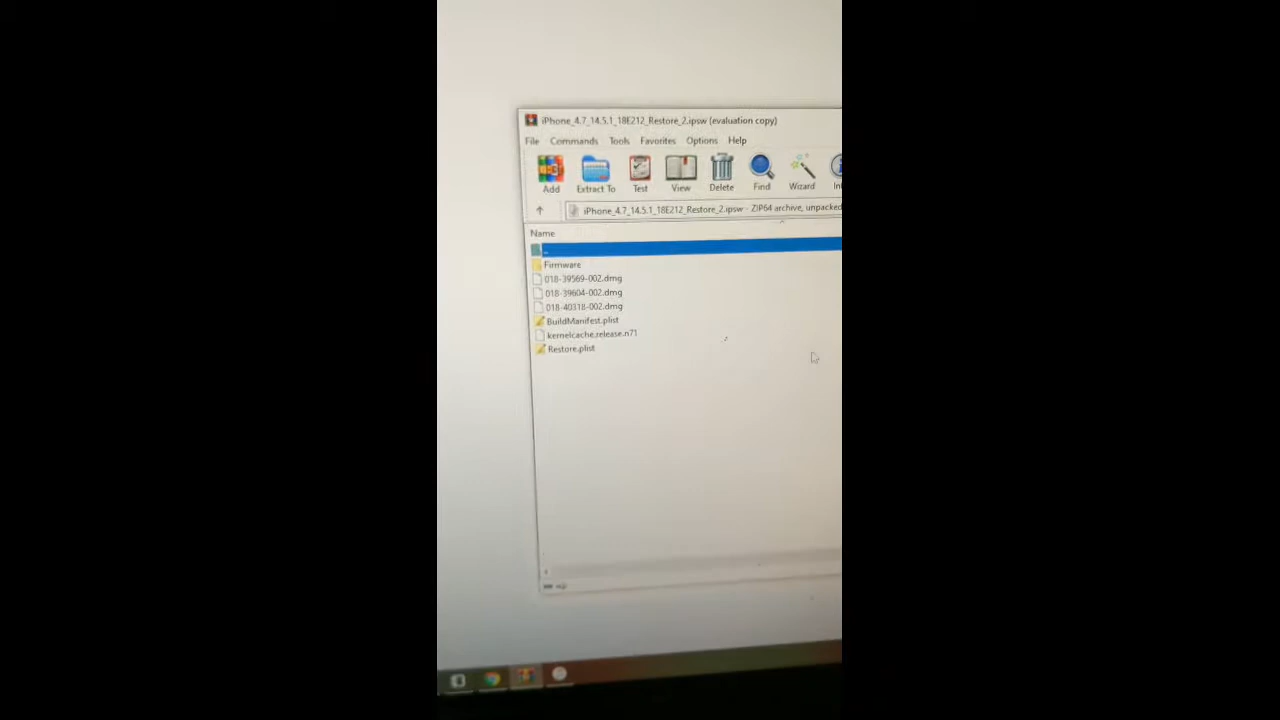 iPhone_4.7_14.5.1_18E212_Restore_2.ipsw (evaluation copy)
File Commands Tools Favorites Options Help
Add Extract To Test View Delete Find Wizard
iPhone_4.7_14.5.1_18E212_Restore_2.ipsw - ZIP64 archive, unpacked
Name
..
Firmware
018-39569-002.dmg
018-39604-002.dmg
018-40318-002.dmg
BuildManifest.plist
kernelcache.release.n71
Restore.plist